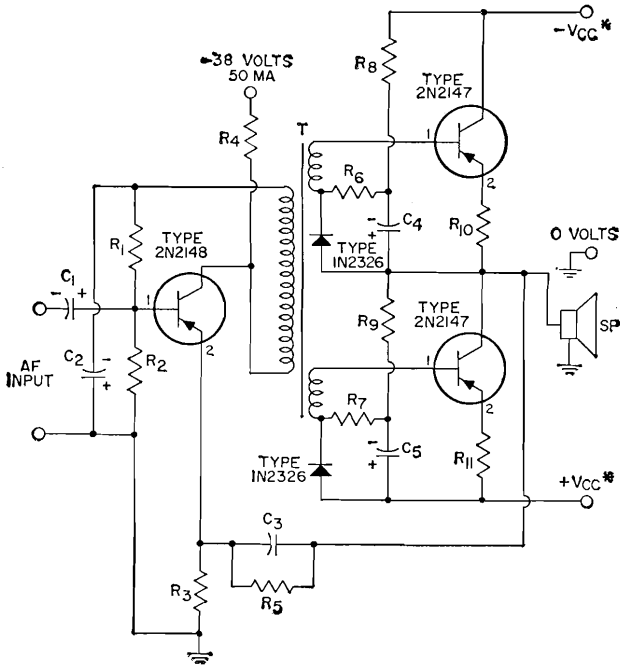 -38 VOLTS
50 MA
R4
T
R8
TYPE
2N2147
-VCC*
1
2
R6
C4
-
+
R10
TYPE
1N2326
0 VOLTS
SP
R1
TYPE
2N2148
C1
-
+
1
2
AF
INPUT
C2
-
+
R2
R9
TYPE
2N2147
1
2
R7
C5
-
+
R11
TYPE
1N2326
+VCC*
C3
R5
R3